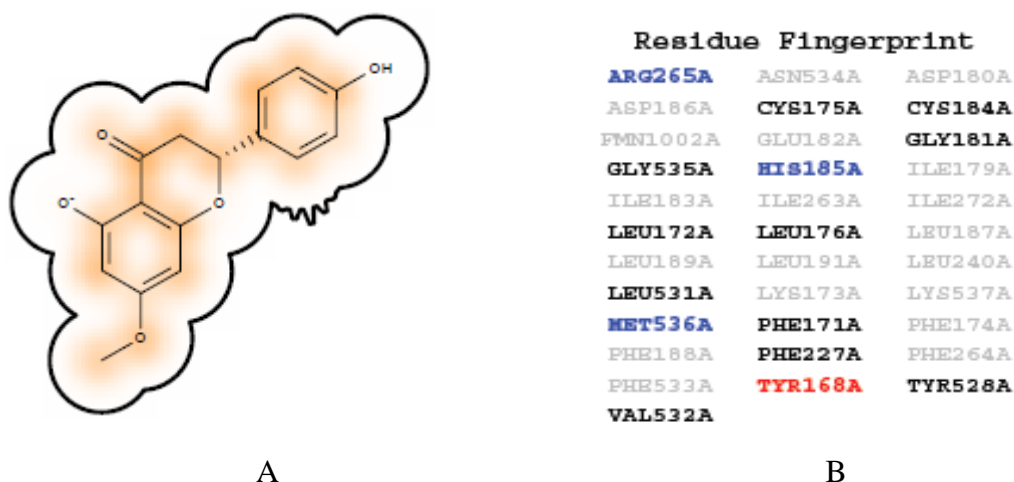 OH
O
O⁻
O
O
Residue Fingerprint
ARG265A ASN534A ASP180A
ASP186A CYS175A CYS184A
FMN1002A GLU182A GLY181A
GLY535A HIS185A ILE179A
ILE183A ILE263A ILE272A
LEU172A LEU176A LEU187A
LEU189A LEU191A LEU240A
LEU531A LYS173A LYS537A
MET536A PHE171A PHE174A
PHE188A PHE227A PHE264A
PHE533A TYR168A TYR528A
VAL532A
A B